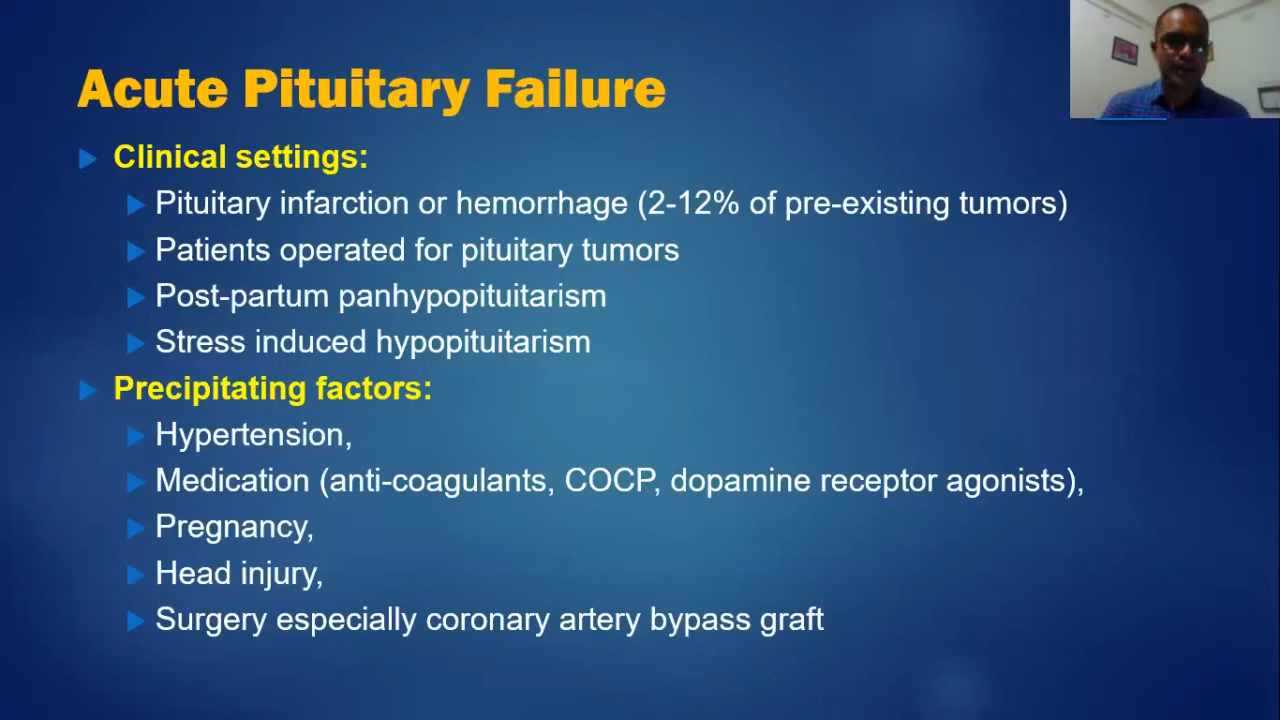 Acute Pituitary Failure
Clinical settings:
Pituitary infarction or hemorrhage (2-12% of pre-existing tumors)
Patients operated for pituitary tumors
Post-partum panhypopituitarism
Stress induced hypopituitarism
Precipitating factors:
Hypertension,
Medication (anti-coagulants, COCP, dopamine receptor agonists),
Pregnancy,
Head injury,
Surgery especially coronary artery bypass graft